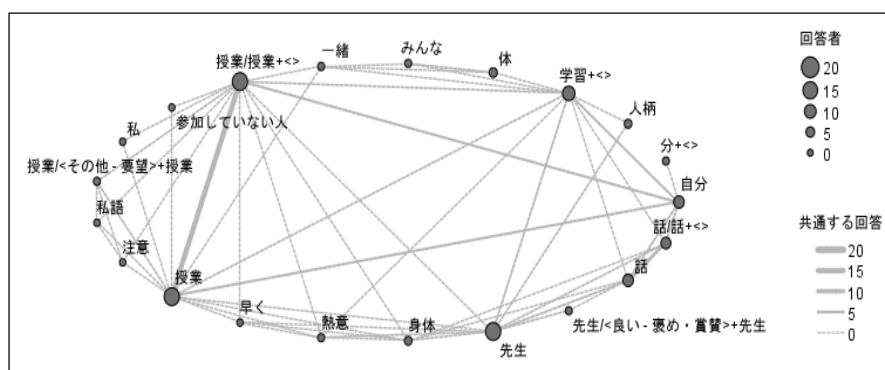 一緒
みんな
体
授業/授業+<>
学習+<>
人柄
参加していない人
私
分+<>
授業/<その他 - 要望>+授業
自分
私語
話/話+<>
注意
授業
話
早く
熱意
身体
先生
先生/<良い - 褒め・賞賛>+先生
回答者
20
15
10
5
0
共通する回答
20
15
10
5
0